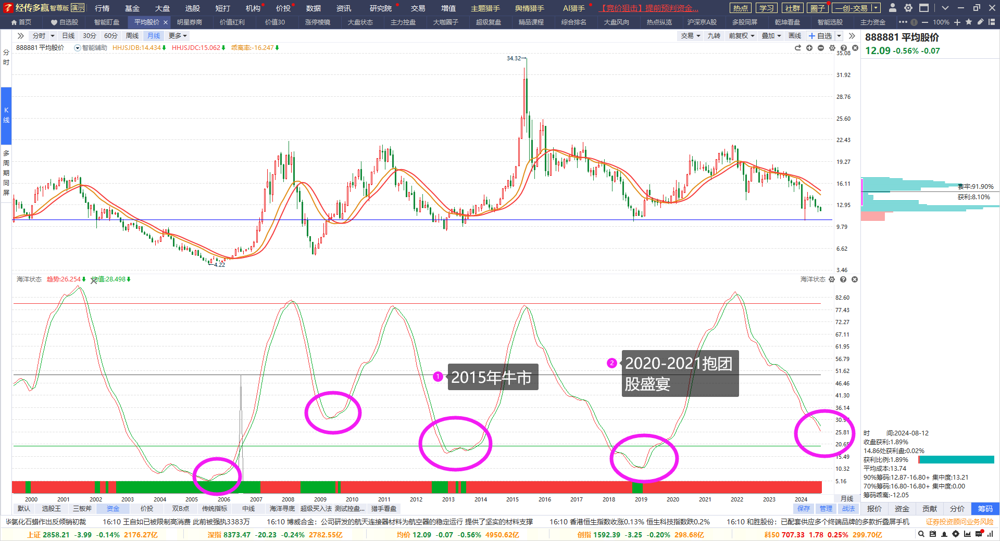 经传多赢 智尊版 演示 行情 基金 大盘 选股 短打 机构 价投 数据 资讯 研究院 交易 增值 主题猎手 舆情猎手 AI猎手 【竞价狙击】提前预判资金... 热点 学习 社群 圈子 一创-交易
首页 自选股 智能盯盘 平均股价 明星券商 价值红利 价值30 涨停棱镜 大盘状态 主力控盘 大咖圈子 超级复盘 精品课程 综合排名 大盘风向 热点纵览 沪深京A股 多股同屏 乾坤看盘 智能选股 主力资金 100%
分时 日线 30分 60分 周线 月线 更多 交易 九转 前复权 叠加 画线 自选
888881 平均股价
12.09 -0.56% -0.07
888881 平均股价 智能辅助 HHJSJDB:14.434 HHJSJDC:15.062 乖离率:-16.247
分时
K线
多周期同屏
35.08
34.32
31.92
28.76
25.60
22.43
19.27
16.11
12.95
9.79
6.62
3.46
4.22
套牢:91.90%
获利:8.10%
海洋状态 趋势:26.254 均值:28.498
海洋状态
82.60
77.43
72.27
67.11
61.95
56.79
51.62
46.46
41.30
36.14
25.81
20.65
15.49
10.32
5.16
1 2015年牛市
2 2020-2021抱团
股盛宴
时 间:2024-08-12
收盘获利:1.89%
14.86处获利盘:0.02%
获利比例:1.89%
平均成本:13.74
90%筹码:12.87-16.80+ 集中度:13.21
70%筹码:16.80-16.80+ 集中度:0.00
筹码乖离:-12.05
2000 2001 2002 2003 2004 2005 2006 2007 2008 2009 2010 2011 2012 2013 2014 2015 2016 2017 2018 2019 2020 2021 2022 2023 2024 月线
默认 选股王 三板斧 资金 价投 双B点 传统指标 中线 海洋寻底 超级买入法 测试控盘... 猎手看盘 保存 管理 战法 报价 资金 贡献 分价 筹码
华氯化石蜡作出反倾销初裁 16:10 王自如已被限制高消费 此前被强执3383万 16:10 博威合金：公司研发的航天连接器材料为航空器的稳定运行 提供了坚实的材料支撑 16:10 香港恒生指数收涨0.13% 恒生科技指数跌0.2% 16:10 和胜股份：已配套供应多个终端品牌的多款折叠屏手机 证券投资顾问业务风险
上证 2858.21 -3.99 -0.14% 2176.27亿 深指 8373.47 -20.23 -0.24% 2782.55亿 均价 12.09 -0.07 -0.56% 4950.62亿 创指 1592.39 -3.25 -0.20% 298.68亿 科50 707.33 1.78 0.25% 299.70亿